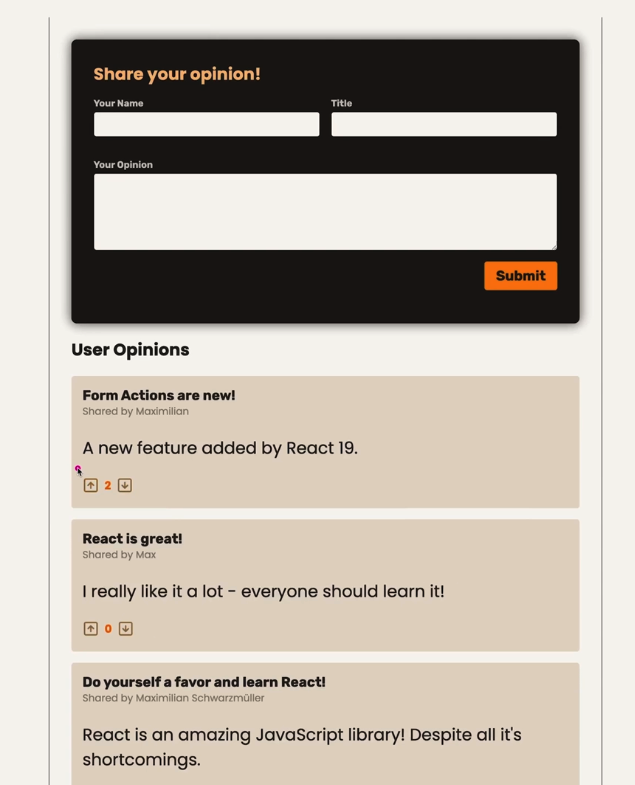 Share your opinion!
Your Name Title
Your Opinion
Submit
User Opinions
Form Actions are new!
Shared by Maximilian
A new feature added by React 19.
2
React is great!
Shared by Max
I really like it a lot - everyone should learn it!
0
Do yourself a favor and learn React!
Shared by Maximilian Schwarzmüller
React is an amazing JavaScript library! Despite all it's
shortcomings.